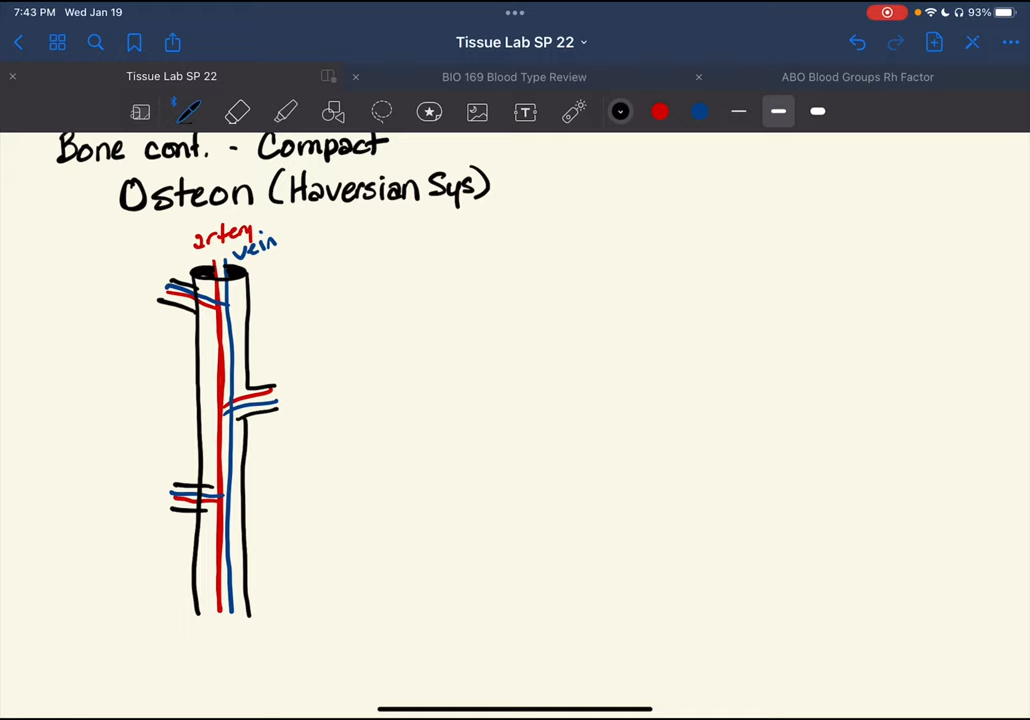 7:43 PM Wed Jan 19
93%
Tissue Lab SP 22
Tissue Lab SP 22
BIO 169 Blood Type Review
ABO Blood Groups Rh Factor
T
Bone cont. - Compact
Osteon (Haversian Sys)
artery
vein